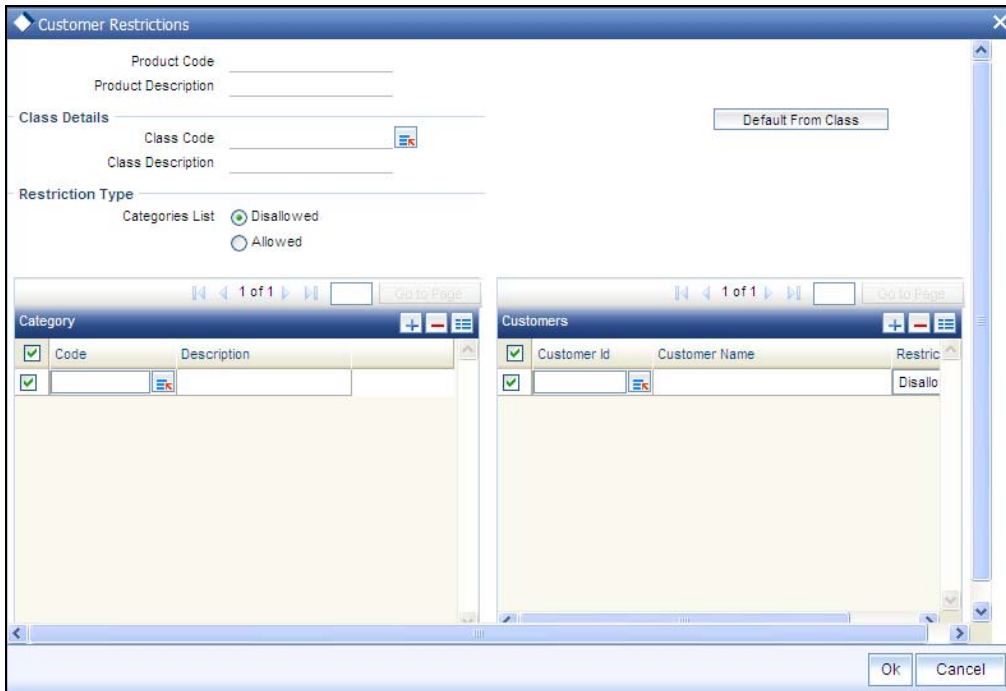 Customer Restrictions
Product Code
Product Description
Class Details
Default From Class
Class Code
Class Description
Restriction Type
Categories List
Disallowed
Allowed
1 of 1
Go to Page
1 of 1
Go to Page
Category
Customers
Code Description
Customer Id Customer Name Restric
Disallo
Ok Cancel